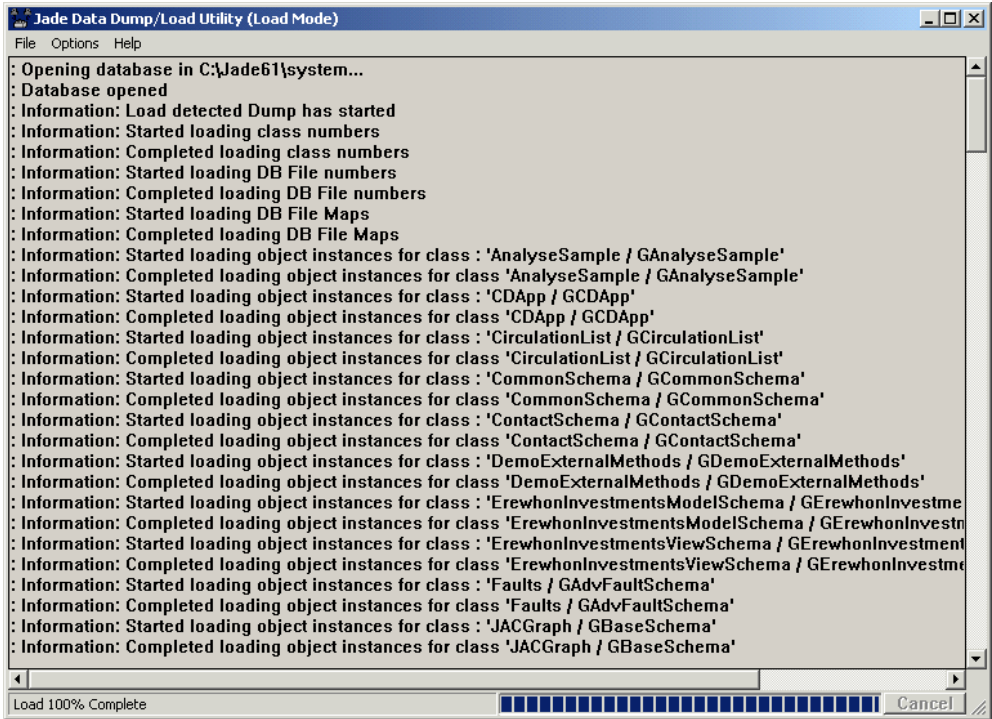 Jade Data Dump/Load Utility (Load Mode)
File Options Help
: Opening database in C:\Jade61\system...
: Database opened
: Information: Load detected Dump has started
: Information: Started loading class numbers
: Information: Completed loading class numbers
: Information: Started loading DB File numbers
: Information: Completed loading DB File numbers
: Information: Started loading DB File Maps
: Information: Completed loading DB File Maps
: Information: Started loading object instances for class : 'AnalyseSample / GAnalyseSample'
: Information: Completed loading object instances for class 'AnalyseSample / GAnalyseSample'
: Information: Started loading object instances for class : 'CDApp / GCDApp'
: Information: Completed loading object instances for class 'CDApp / GCDApp'
: Information: Started loading object instances for class : 'CirculationList / GCirculationList'
: Information: Completed loading object instances for class 'CirculationList / GCirculationList'
: Information: Started loading object instances for class : 'CommonSchema / GCommonSchema'
: Information: Completed loading object instances for class 'CommonSchema / GCommonSchema'
: Information: Started loading object instances for class : 'ContactSchema / GContactSchema'
: Information: Completed loading object instances for class 'ContactSchema / GContactSchema'
: Information: Started loading object instances for class : 'DemoExternalMethods / GDemoExternalMethods'
: Information: Completed loading object instances for class 'DemoExternalMethods / GDemoExternalMethods'
: Information: Started loading object instances for class : 'ErewhonInvestmentsModelSchema / GErewhonInvestme
: Information: Completed loading object instances for class 'ErewhonInvestmentsModelSchema / GErewhonInvestn
: Information: Started loading object instances for class : 'ErewhonInvestmentsViewSchema / GErewhonInvestment
: Information: Completed loading object instances for class 'ErewhonInvestmentsViewSchema / GErewhonInvestme
: Information: Started loading object instances for class : 'Faults / GAdvFaultSchema'
: Information: Completed loading object instances for class 'Faults / GAdvFaultSchema'
: Information: Started loading object instances for class : 'JACGraph / GBaseSchema'
: Information: Completed loading object instances for class 'JACGraph / GBaseSchema'
Load 100% Complete
Cancel